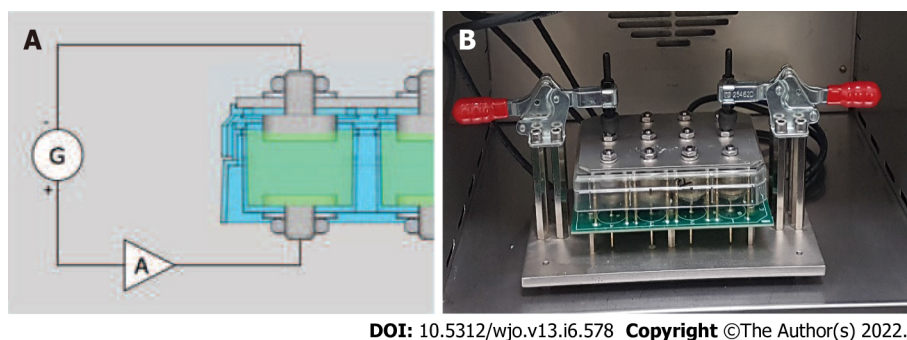 A
B
-
G
+
A
DOI: 10.5312/wjo.v13.i6.578 Copyright ©The Author(s) 2022.